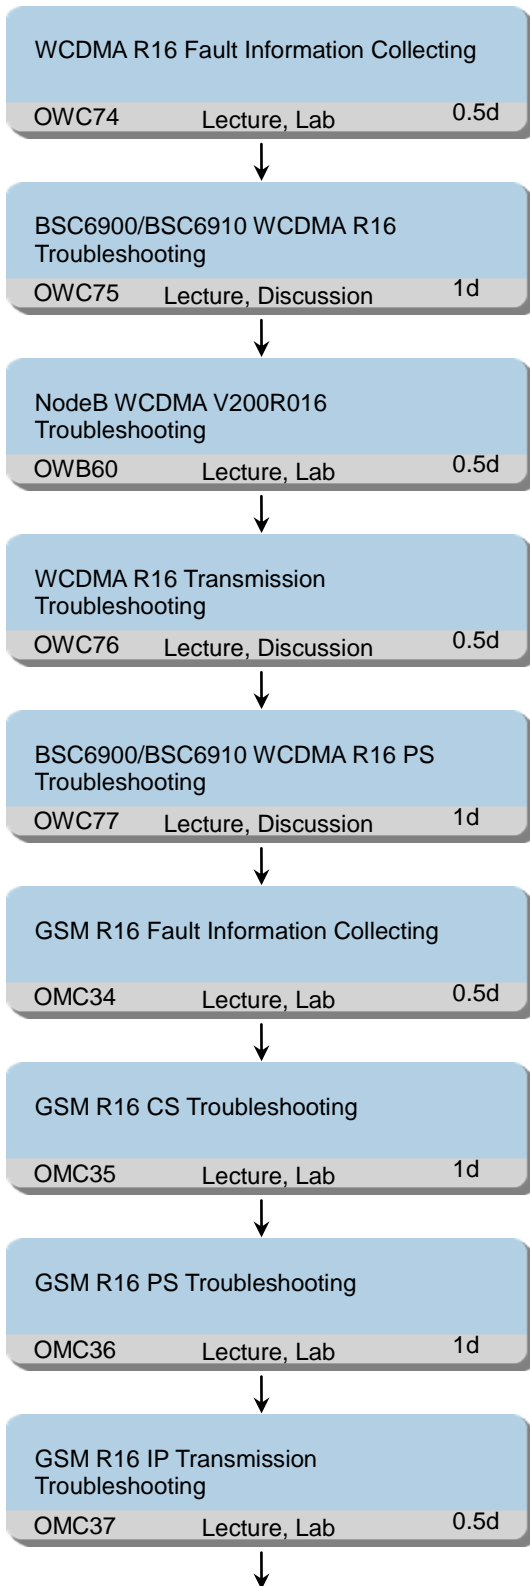 WCDMA R16 Fault Information Collecting
OWC74 Lecture, Lab 0.5d
BSC6900/BSC6910 WCDMA R16
Troubleshooting
OWC75 Lecture, Discussion 1d
NodeB WCDMA V200R016
Troubleshooting
OWB60 Lecture, Lab 0.5d
WCDMA R16 Transmission
Troubleshooting
OWC76 Lecture, Discussion 0.5d
BSC6900/BSC6910 WCDMA R16 PS
Troubleshooting
OWC77 Lecture, Discussion 1d
GSM R16 Fault Information Collecting
OMC34 Lecture, Lab 0.5d
GSM R16 CS Troubleshooting
OMC35 Lecture, Lab 1d
GSM R16 PS Troubleshooting
OMC36 Lecture, Lab 1d
GSM R16 IP Transmission
Troubleshooting
OMC37 Lecture, Lab 0.5d